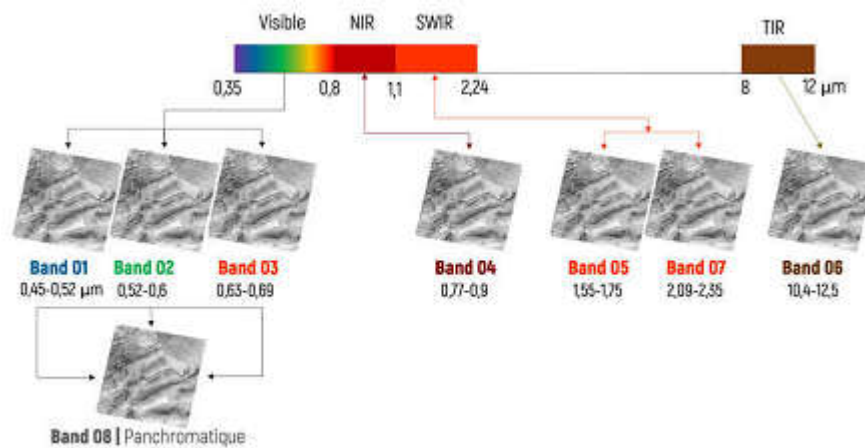 Visible NIR SWIR TIR
0,35 0,8 1,1 2,24 8 12 μm
Band 01 Band 02 Band 03 Band 04 Band 05 Band 07 Band 06
0,45-0,52 μm 0,52-0,6 0,63-0,69 0,77-0,9 1,55-1,75 2,09-2,35 10,4-12,5
Band 08 | Panchromatique